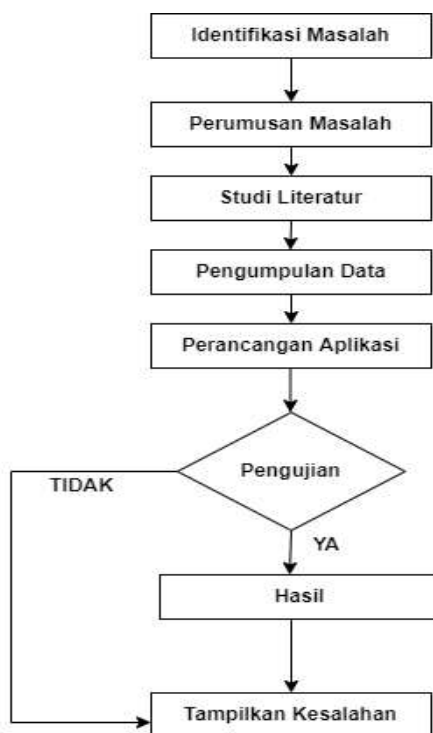 Identifikasi Masalah
Perumusan Masalah
Studi Literatur
Pengumpulan Data
Perancangan Aplikasi
Pengujian
TIDAK
YA
Hasil
Tampilkan Kesalahan